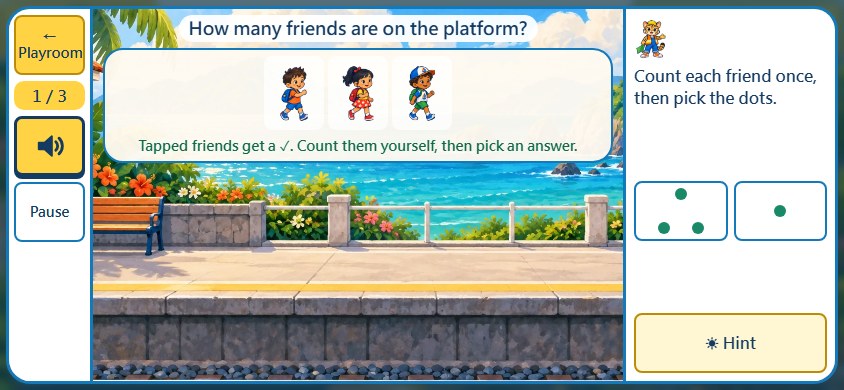 ← 
Playroom
1 / 3
Pause
How many friends are on the platform?
Tapped friends get a ✓. Count them yourself, then pick an answer.
Count each friend once,
then pick the dots.
☀ Hint